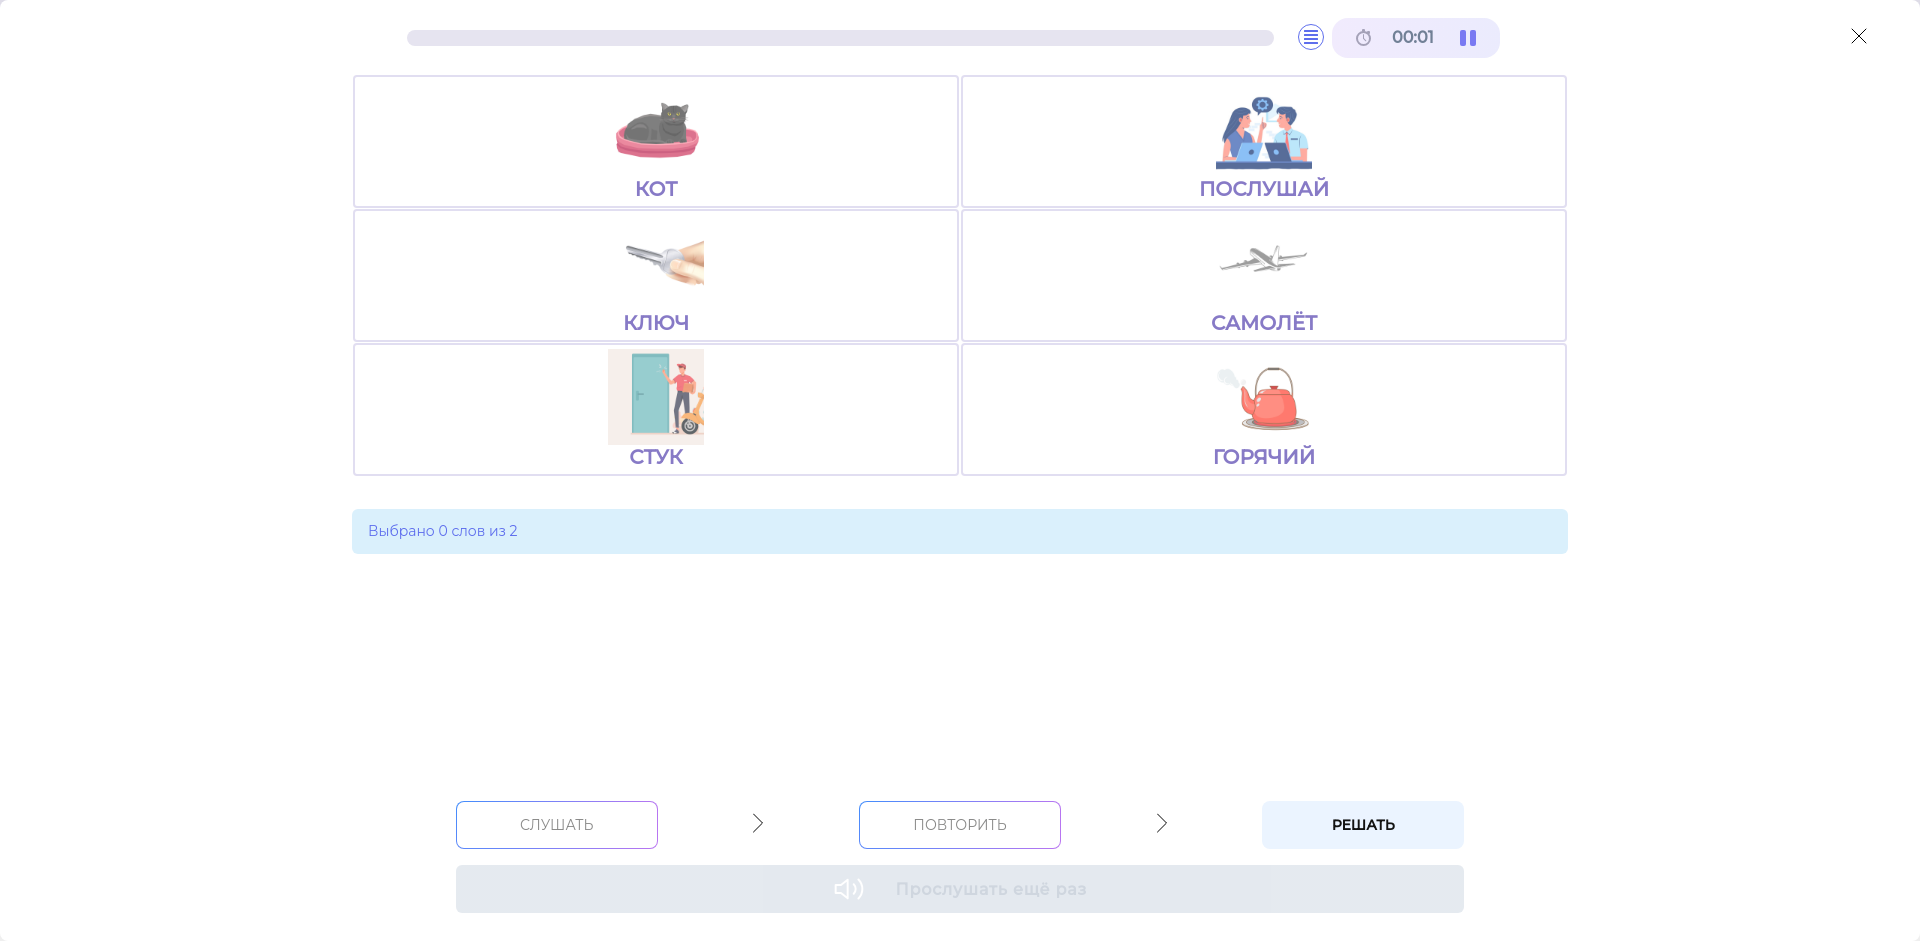 00:01
КОТ
ПОСЛУШАЙ
КЛЮЧ
САМОЛЁТ
СТУК
ГОРЯЧИЙ
Выбрано 0 слов из 2
СЛУШАТЬ
ПОВТОРИТЬ
РЕШАТЬ
Прослушать ещё раз